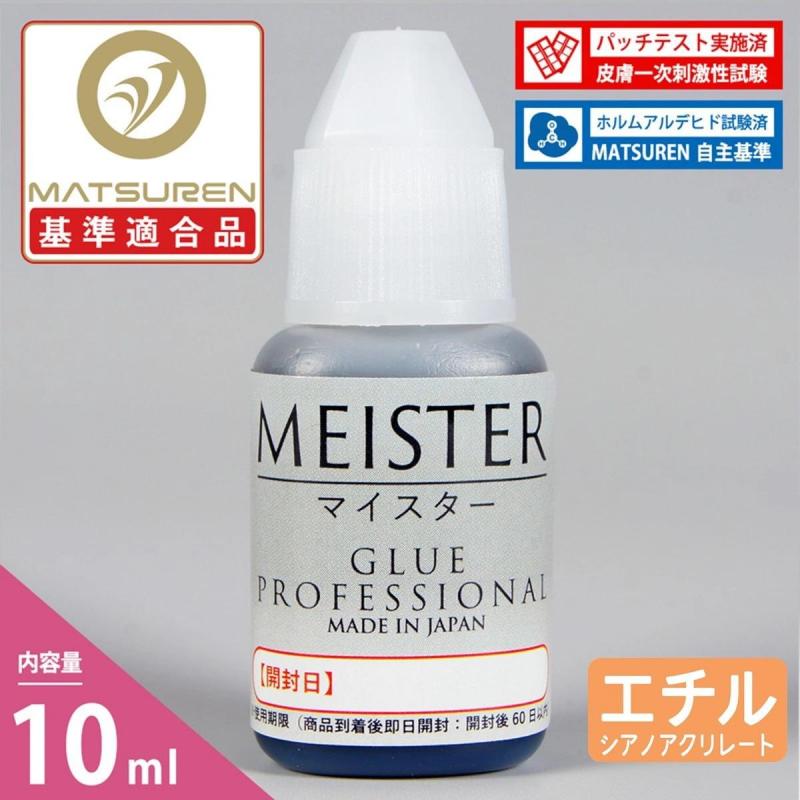 MATSUREN
基準適合品
パッチテスト実施済
皮膚一次刺激性試験
ホルムアルデヒド試験済
MATSUREN 自主基準
MEISTER
マイスター
GLUE
PROFESSIONAL
MADE IN JAPAN
【開封日】
使用期限（商品到着後即日開封：開封後60日以内
内容量
10ml
エチル
シアノアクリレート